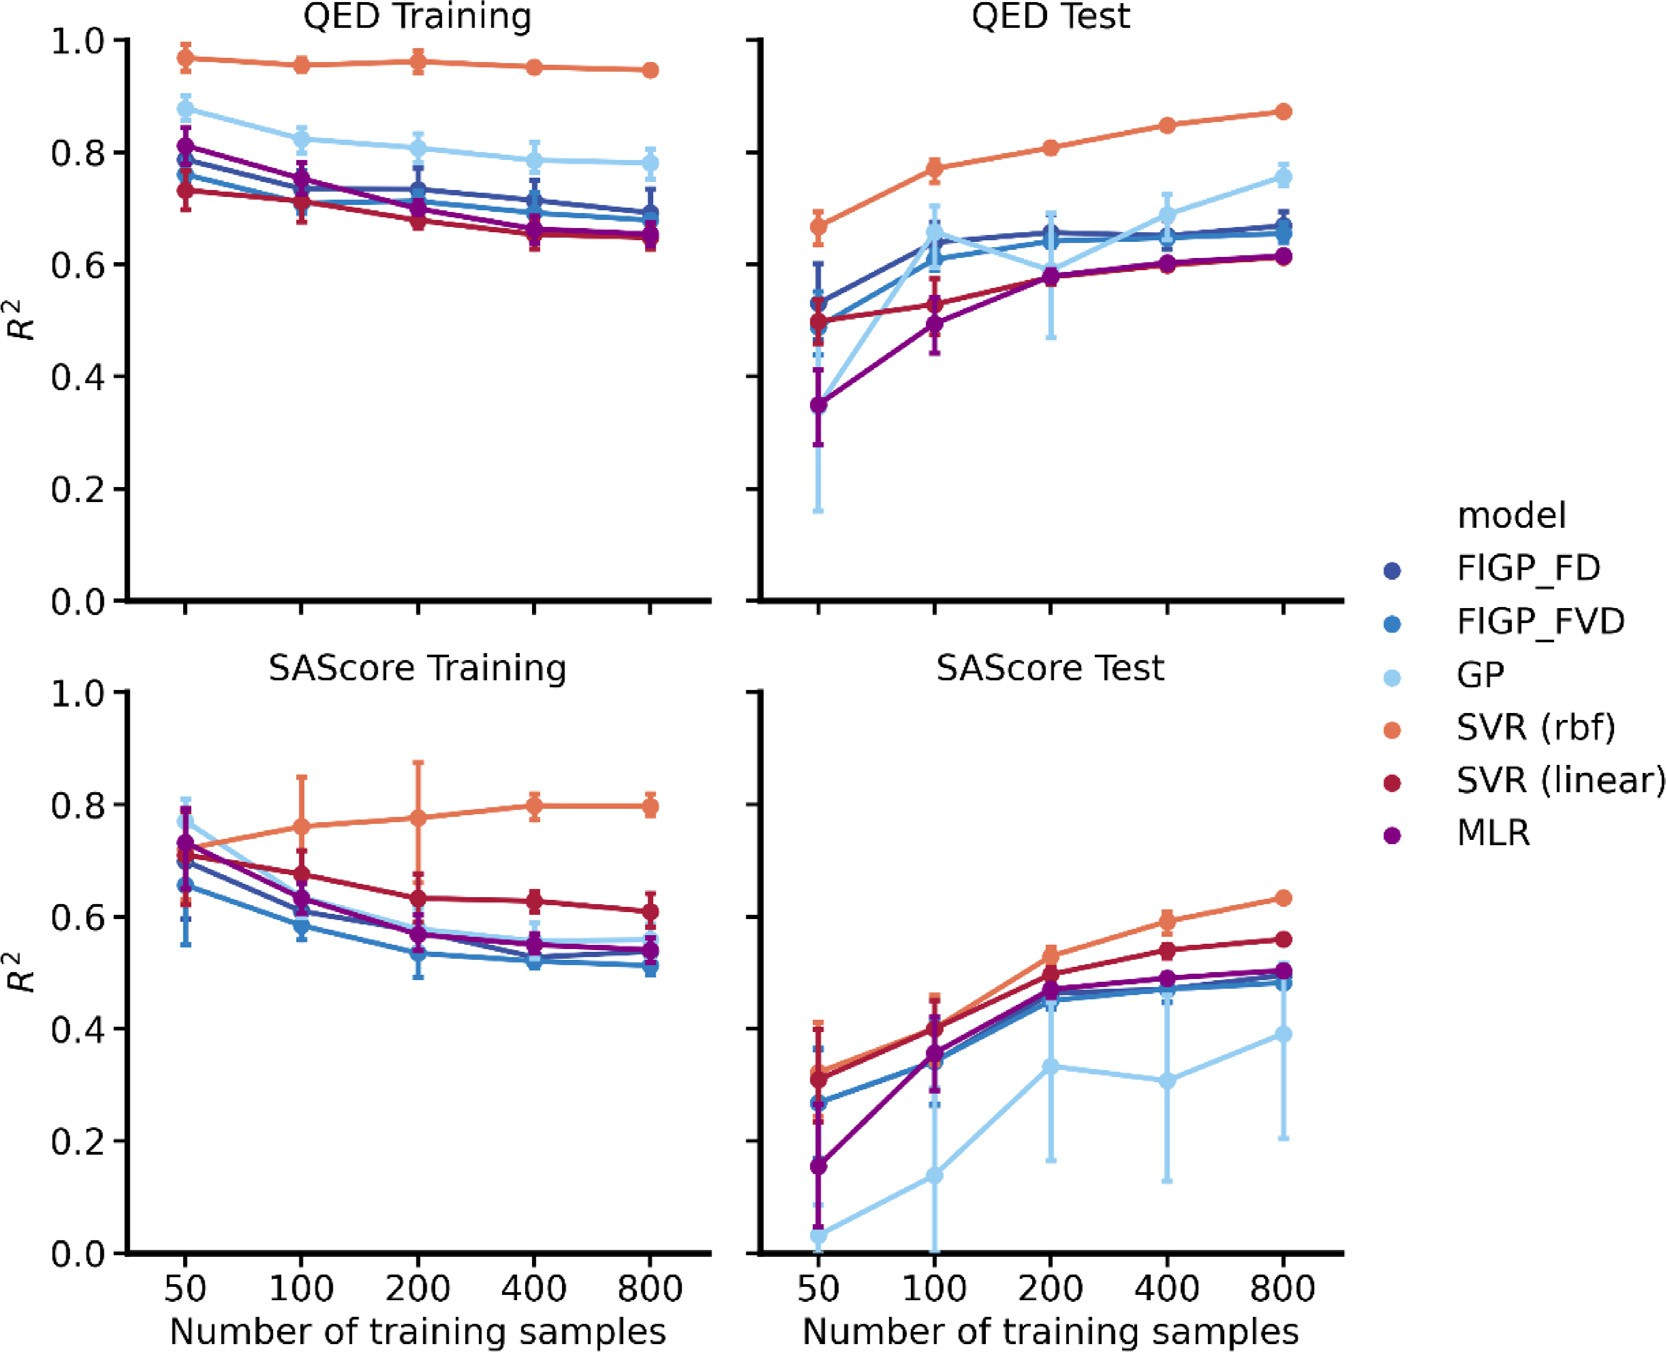 QED Training
QED Test
1.0
0.8
0.6
0.4
0.2
0.0
R²
SAScore Training
SAScore Test
1.0
0.8
0.6
0.4
0.2
0.0
R²
50 100 200 400 800
50 100 200 400 800
Number of training samples
Number of training samples
model
FIGP_FD
FIGP_FVD
GP
SVR (rbf)
SVR (linear)
MLR